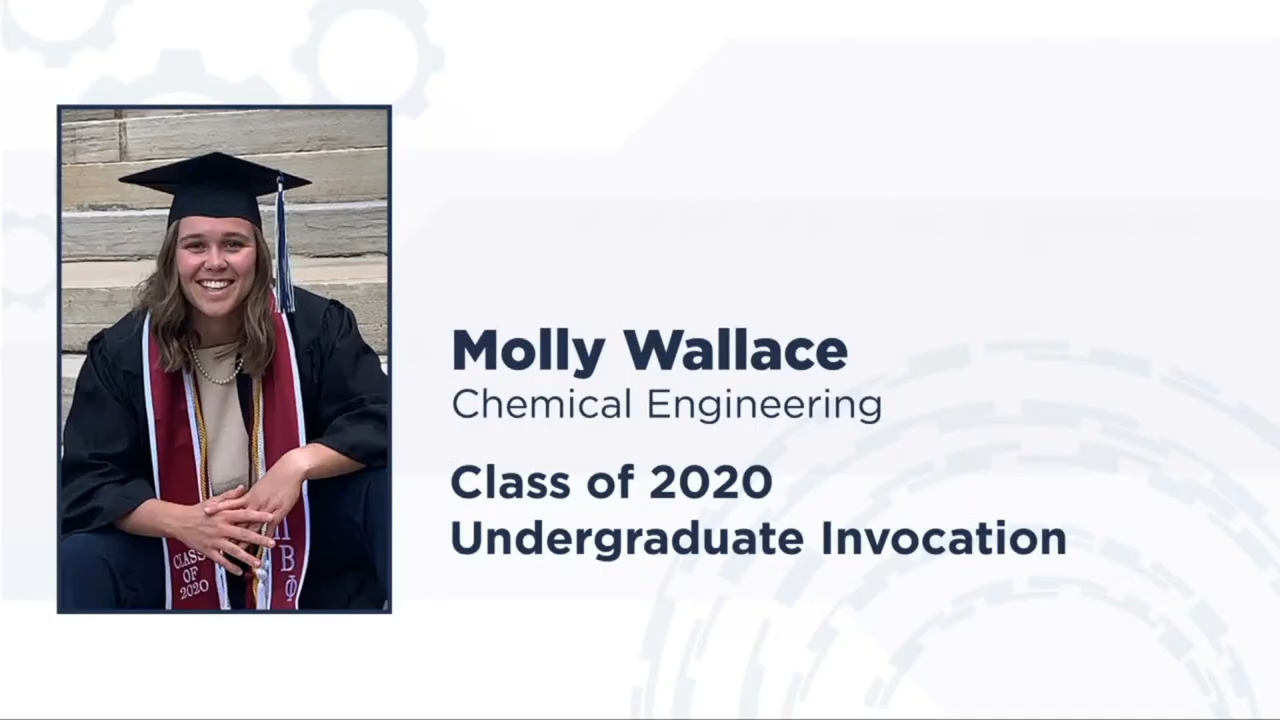 Molly Wallace
Chemical Engineering
Class of 2020
Undergraduate Invocation
CLASS
OF
2020
Π
Β
Φ